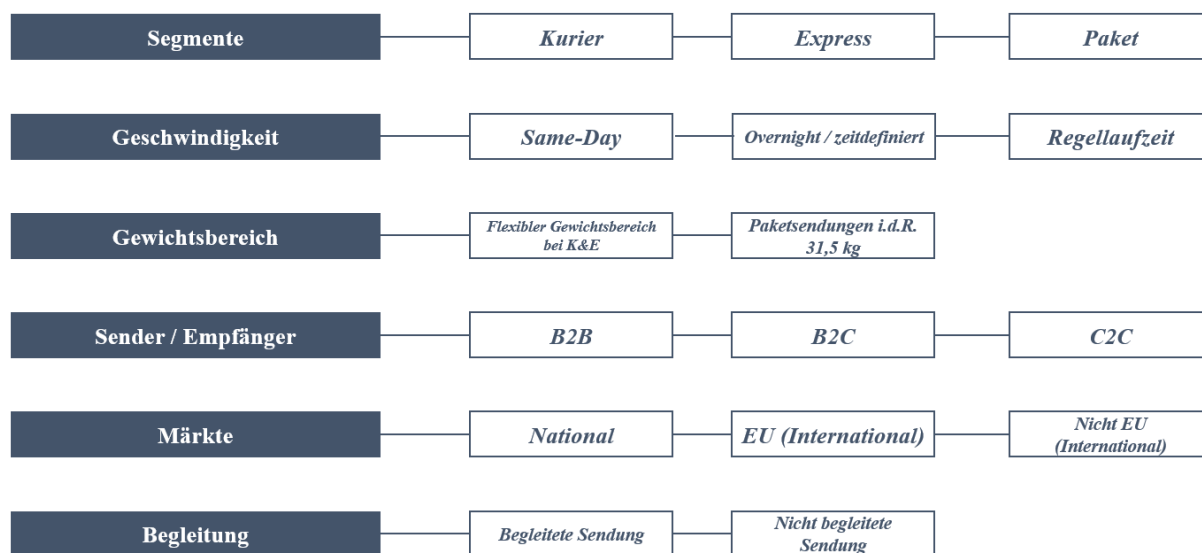 Segmente
Kurier
Express
Paket
Geschwindigkeit
Same-Day
Overnight / zeitdefiniert
Regellaufzeit
Gewichtsbereich
Flexibler Gewichtsbereich
bei K&E
Paketsendungen i.d.R.
31,5 kg
Sender / Empfänger
B2B
B2C
C2C
Märkte
National
EU (International)
Nicht EU
(International)
Begleitung
Begleitete Sendung
Nicht begleitete
Sendung